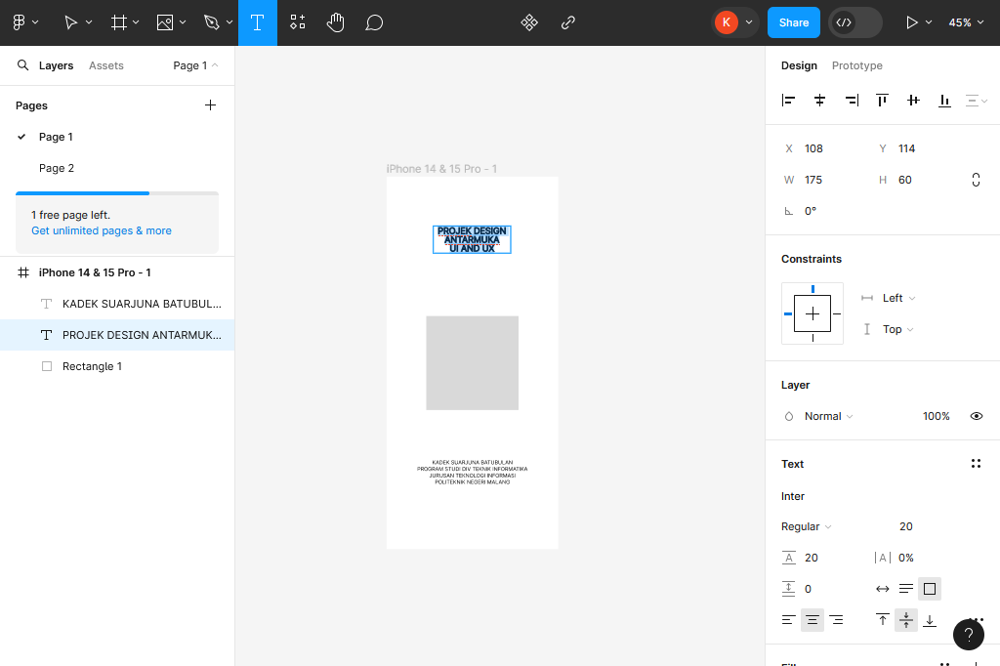 K
Share
45%
Layers
Assets
Page 1
Design
Prototype
Pages
Page 1
Page 2
1 free page left.
Get unlimited pages & more
iPhone 14 & 15 Pro - 1
KADEK SUARJUNA BATUBUL...
PROJEK DESIGN ANTARMUK...
Rectangle 1
iPhone 14 & 15 Pro - 1
PROJEK DESIGN
ANTARMUKA
UI AND UX
KADEK SUARJUNA BATUBULAN
PROGRAM STUDI DIV TEKNIK INFORMATIKA
JURUSAN TEKNOLOGI INFORMASI
POLITEKNIK NEGERI MALANG
X 108 Y 114
W 175 H 60
0°
Constraints
Left
Top
Layer
Normal 100%
Text
Inter
Regular 20
A 20 |A| 0%
0
?